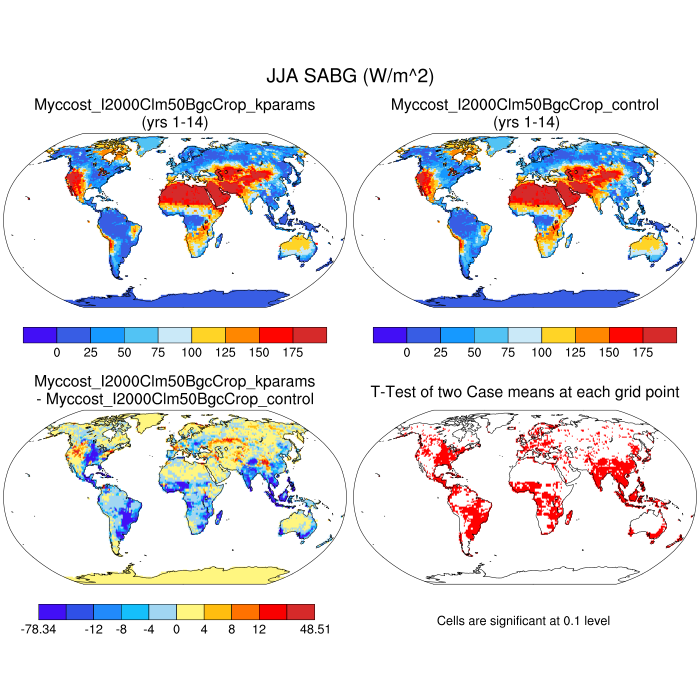 JJA SABG (W/m^2)
Myccost_I2000Clm50BgcCrop_kparams
(yrs 1-14)
Myccost_I2000Clm50BgcCrop_control
(yrs 1-14)
0 25 50 75 100 125 150 175
0 25 50 75 100 125 150 175
Myccost_I2000Clm50BgcCrop_kparams
- Myccost_I2000Clm50BgcCrop_control
T-Test of two Case means at each grid point
-78.34 -12 -8 -4 0 4 8 12 48.51
Cells are significant at 0.1 level